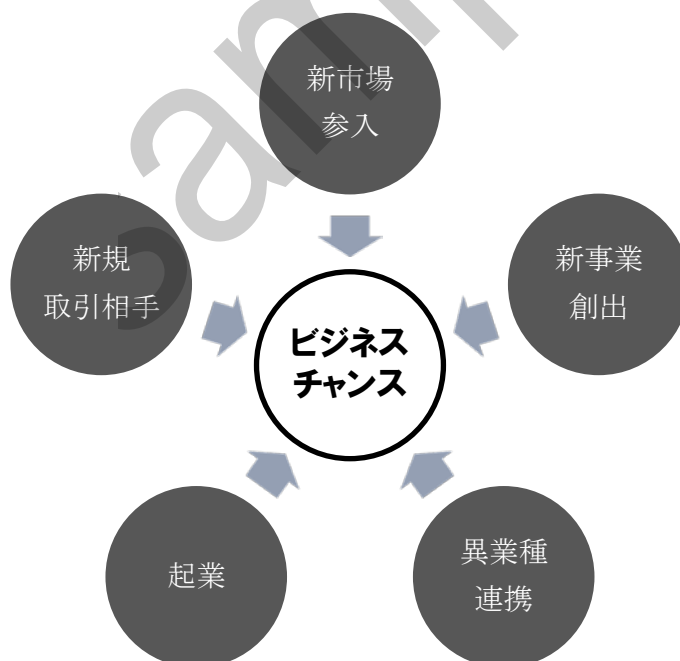 新市場
参入
新規
取引相手
新事業
創出
ビジネス
チャンス
起業
異業種
連携